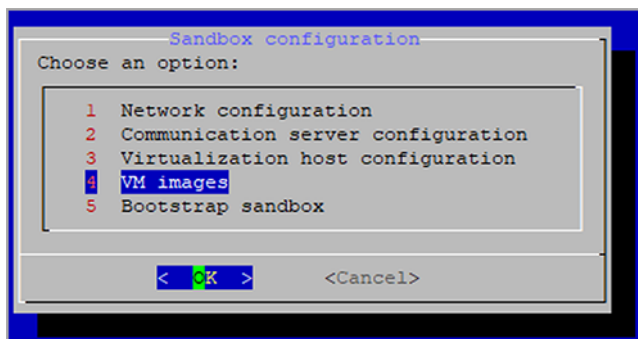 Sandbox configuration
Choose an option:
1 Network configuration
2 Communication server configuration
3 Virtualization host configuration
4 VM images
5 Bootstrap sandbox
< OK > <Cancel>